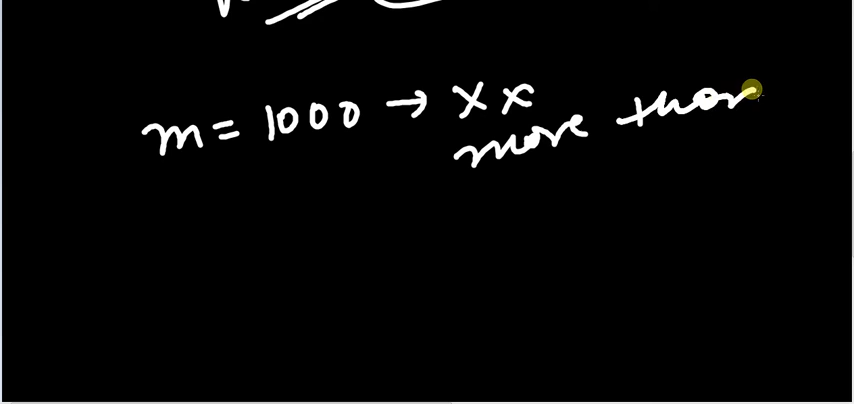 m = 1000 → X x
more than